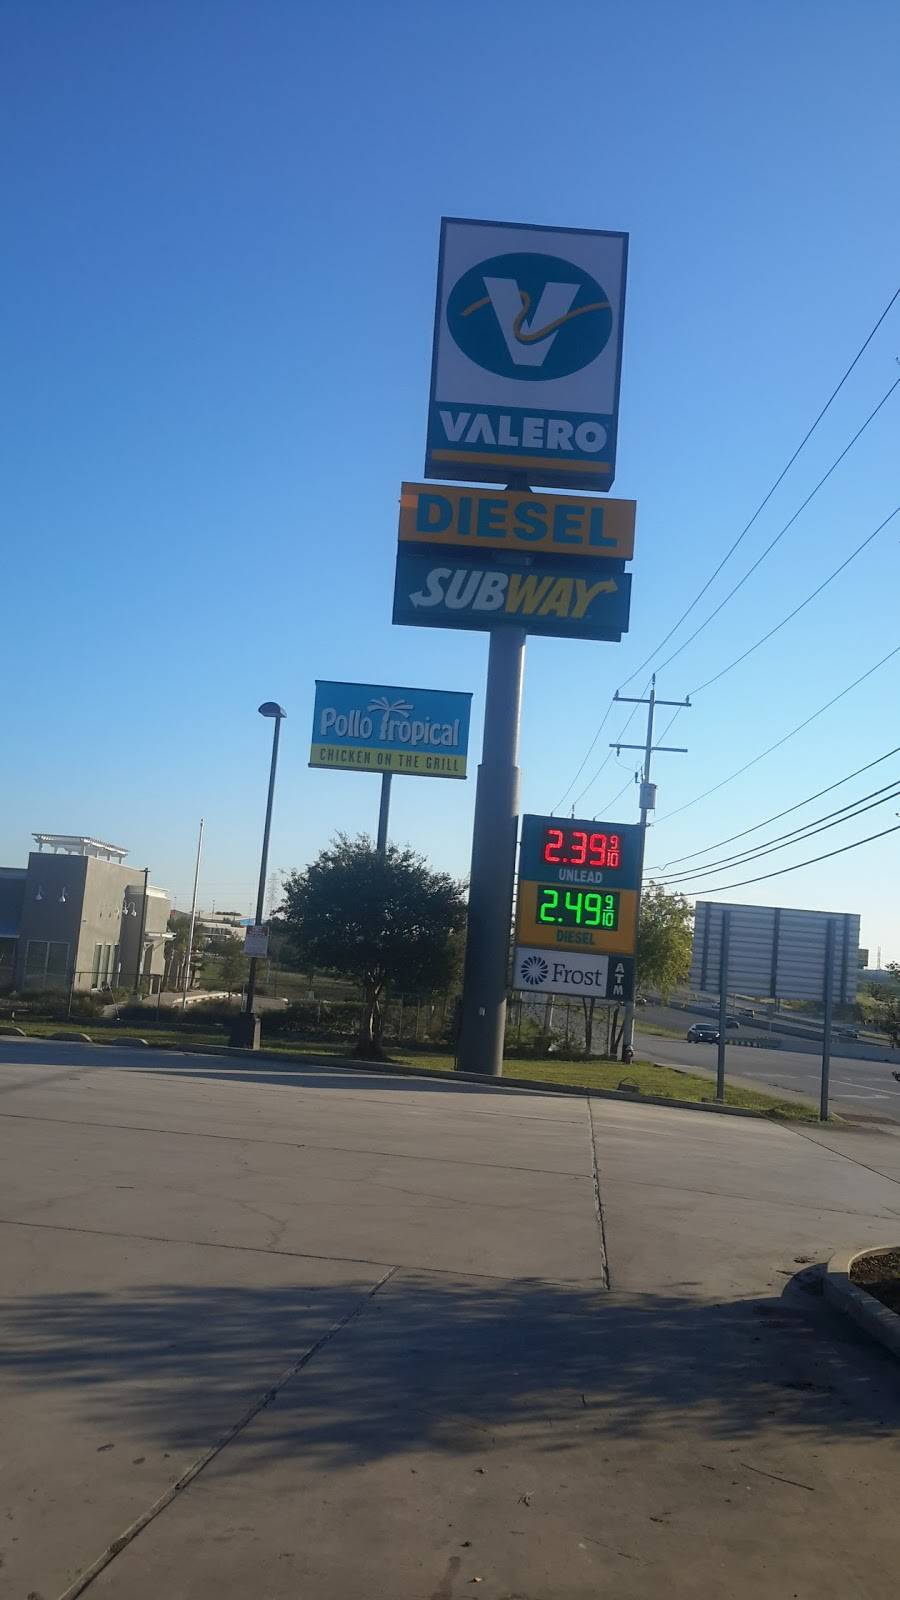 VALERO
DIESEL
SUBWAY
Pollo Tropical
CHICKEN ON THE GRILL
2.39 9/10
UNLEAD
2.49 9/10
DIESEL
Frost ATM